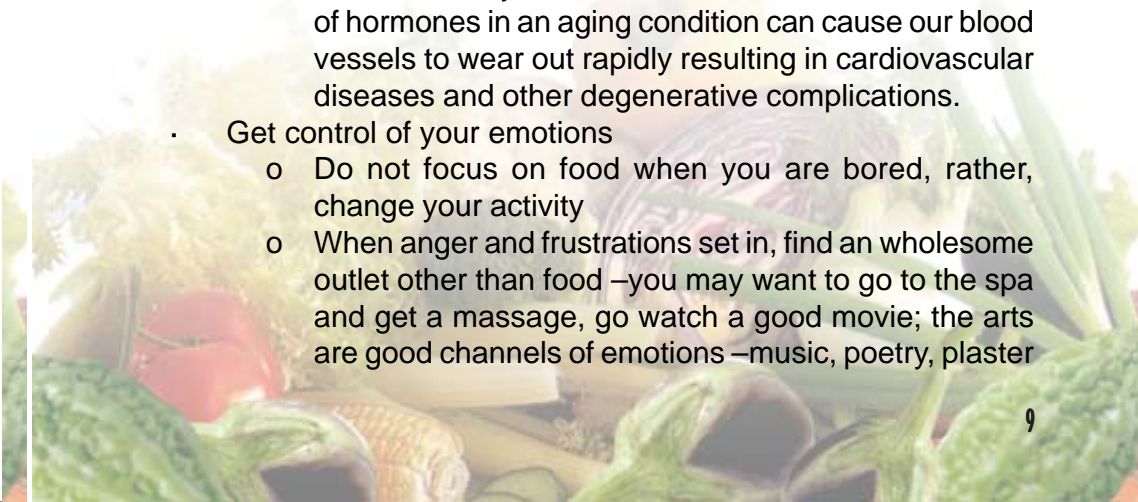 of hormones in an aging condition can cause our blood
vessels to wear out rapidly resulting in cardiovascular
diseases and other degenerative complications.
· Get control of your emotions
o Do not focus on food when you are bored, rather,
change your activity
o When anger and frustrations set in, find an wholesome
outlet other than food –you may want to go to the spa
and get a massage, go watch a good movie; the arts
are good channels of emotions –music, poetry, plaster
9